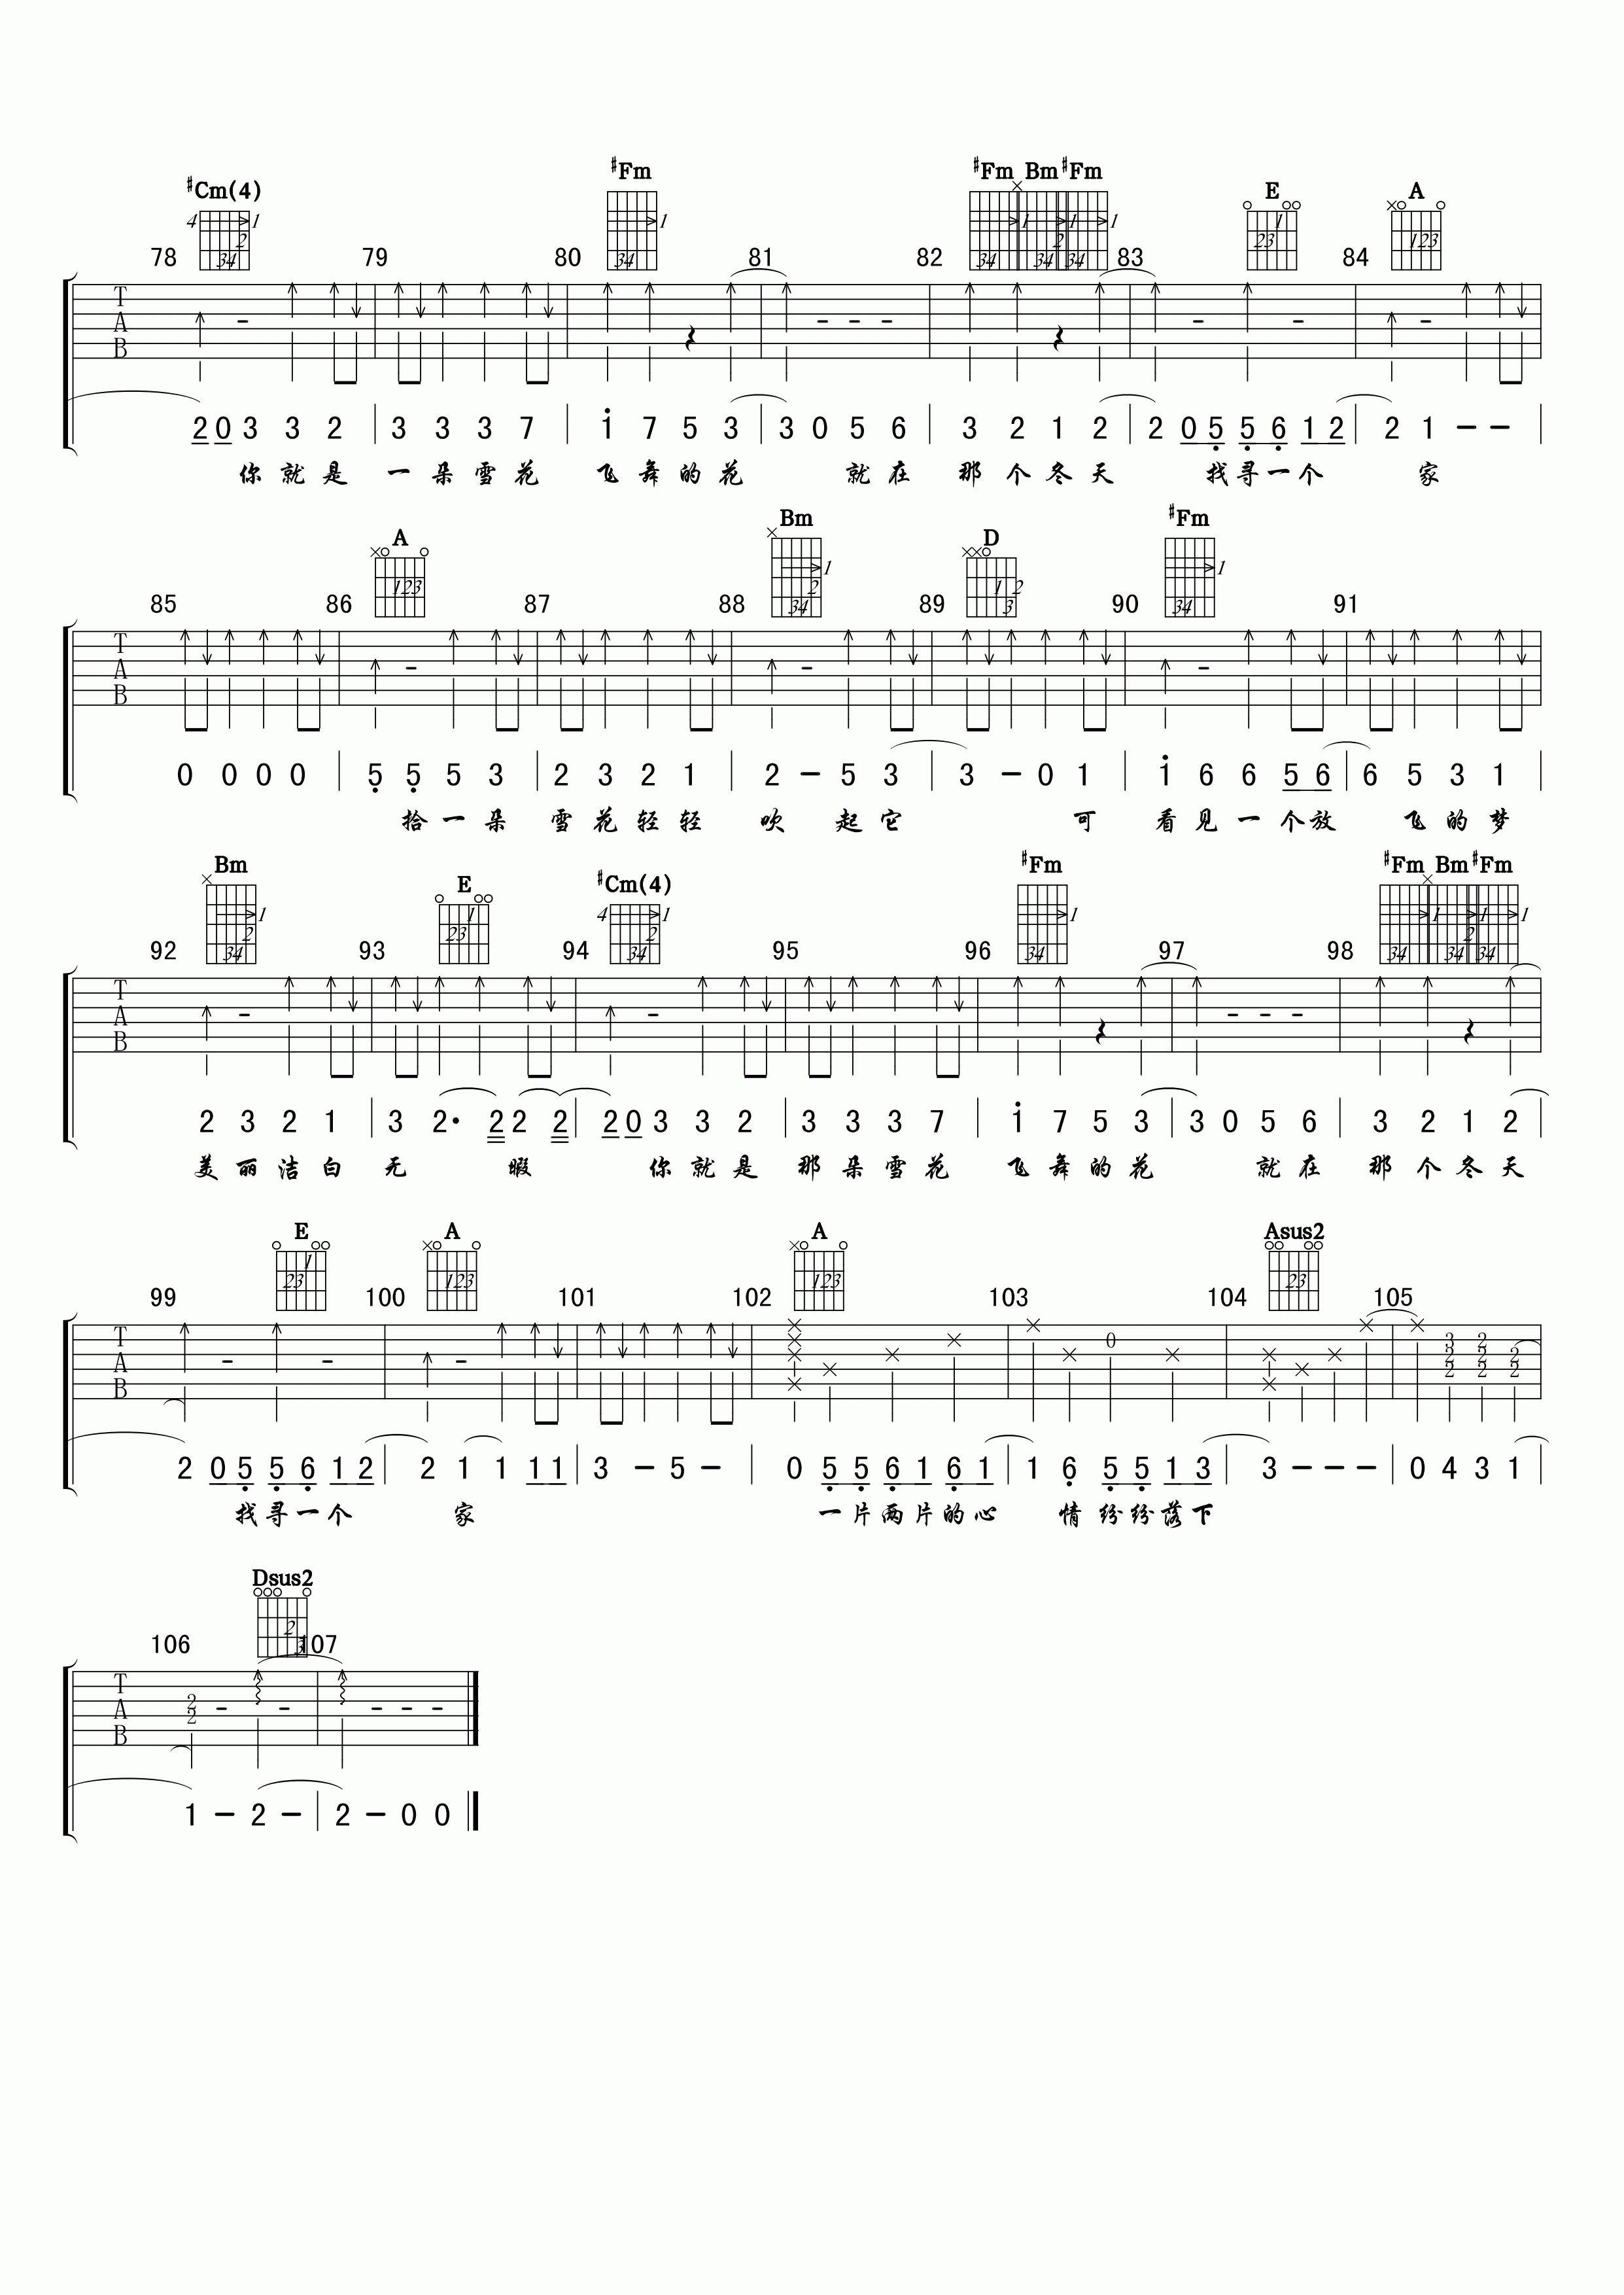 ♯Cm(4) ♯Fm ♯Fm Bm ♯Fm E A
78 79 80 81 82 83 84
T A B
2 0 3 3 2 | 3 3 3 7 | 1 7 5 3 | 3 0 5 6 | 3 2 1 2 | 2 0 5 5 6 1 2 | 2 1 - - |
你就是 一朵雪花 飞舞的花 就在 那个冬天 找寻一个 家
A Bm D ♯Fm
85 86 87 88 89 90 91
T A B
0 0 0 0 | 5 5 5 3 | 2 3 2 1 | 2 - 5 3 | 3 - 0 1 | 1 6 6 5 6 | 6 5 3 1 |
拾一朵 雪花轻轻 吹 起它 可 看见一个放 飞的梦
Bm E ♯Cm(4) ♯Fm ♯Fm Bm ♯Fm
92 93 94 95 96 97 98
T A B
2 3 2 1 | 3 2· 2 2 2 | 2 0 3 3 2 | 3 3 3 7 | 1 7 5 3 | 3 0 5 6 | 3 2 1 2 |
美丽洁白 无 暇 你就是 那朵雪花 飞舞的花 就在 那个冬天
E A A Asus2
99 100 101 102 103 104 105
T A B
2 0 5 5 6 1 2 | 2 1 1 1 1 | 3 - 5 - | 0 5 5 6 1 6 1 | 1 6 5 5 1 3 | 3 - - - | 0 4 3 1 |
找寻一个 家 一片两片的心 情纷纷落下
Dsus2
106 107
T A B
1 - 2 - | 2 - 0 0